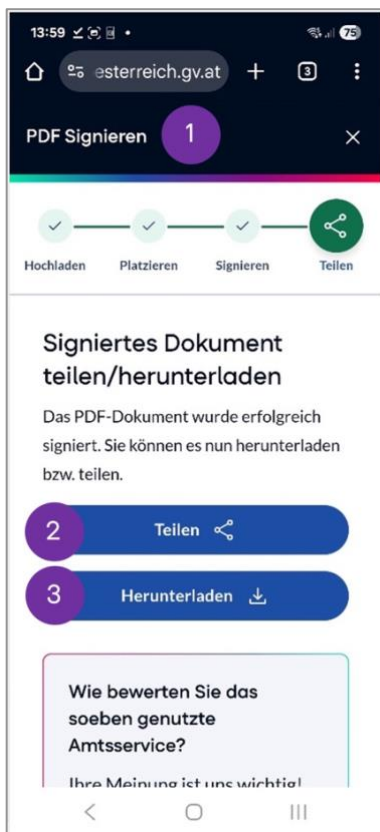 13:59 75
esterreich.gv.at + 3
PDF Signieren 1
Hochladen Platzieren Signieren Teilen
Signiertes Dokument
teilen/herunterladen
Das PDF-Dokument wurde erfolgreich
signiert. Sie können es nun herunterladen
bzw. teilen.
2 Teilen
3 Herunterladen
Wie bewerten Sie das
soeben genutzte
Amtsservice?
Ihre Meinung ist uns wichtig!